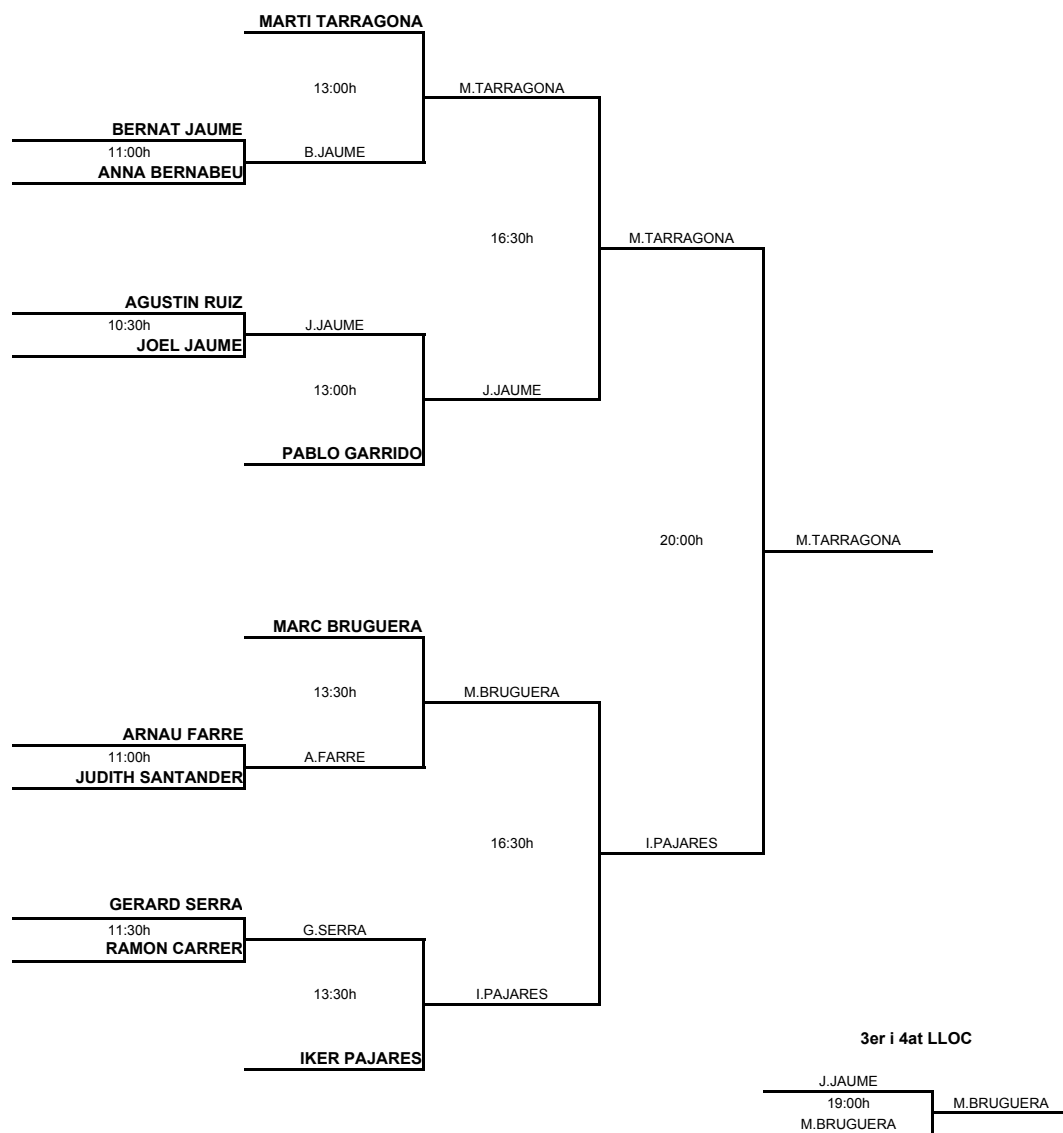 MARTI TARRAGONA
13:00h
M.TARRAGONA
BERNAT JAUME
11:00h
B.JAUME
ANNA BERNABEU
16:30h
M.TARRAGONA
AGUSTIN RUIZ
10:30h
J.JAUME
JOEL JAUME
13:00h
J.JAUME
PABLO GARRIDO
20:00h
M.TARRAGONA
MARC BRUGUERA
13:30h
M.BRUGUERA
ARNAU FARRE
11:00h
A.FARRE
JUDITH SANTANDER
16:30h
I.PAJARES
GERARD SERRA
11:30h
G.SERRA
RAMON CARRER
13:30h
I.PAJARES
IKER PAJARES
3er i 4at LLOC
J.JAUME
19:00h
M.BRUGUERA
M.BRUGUERA